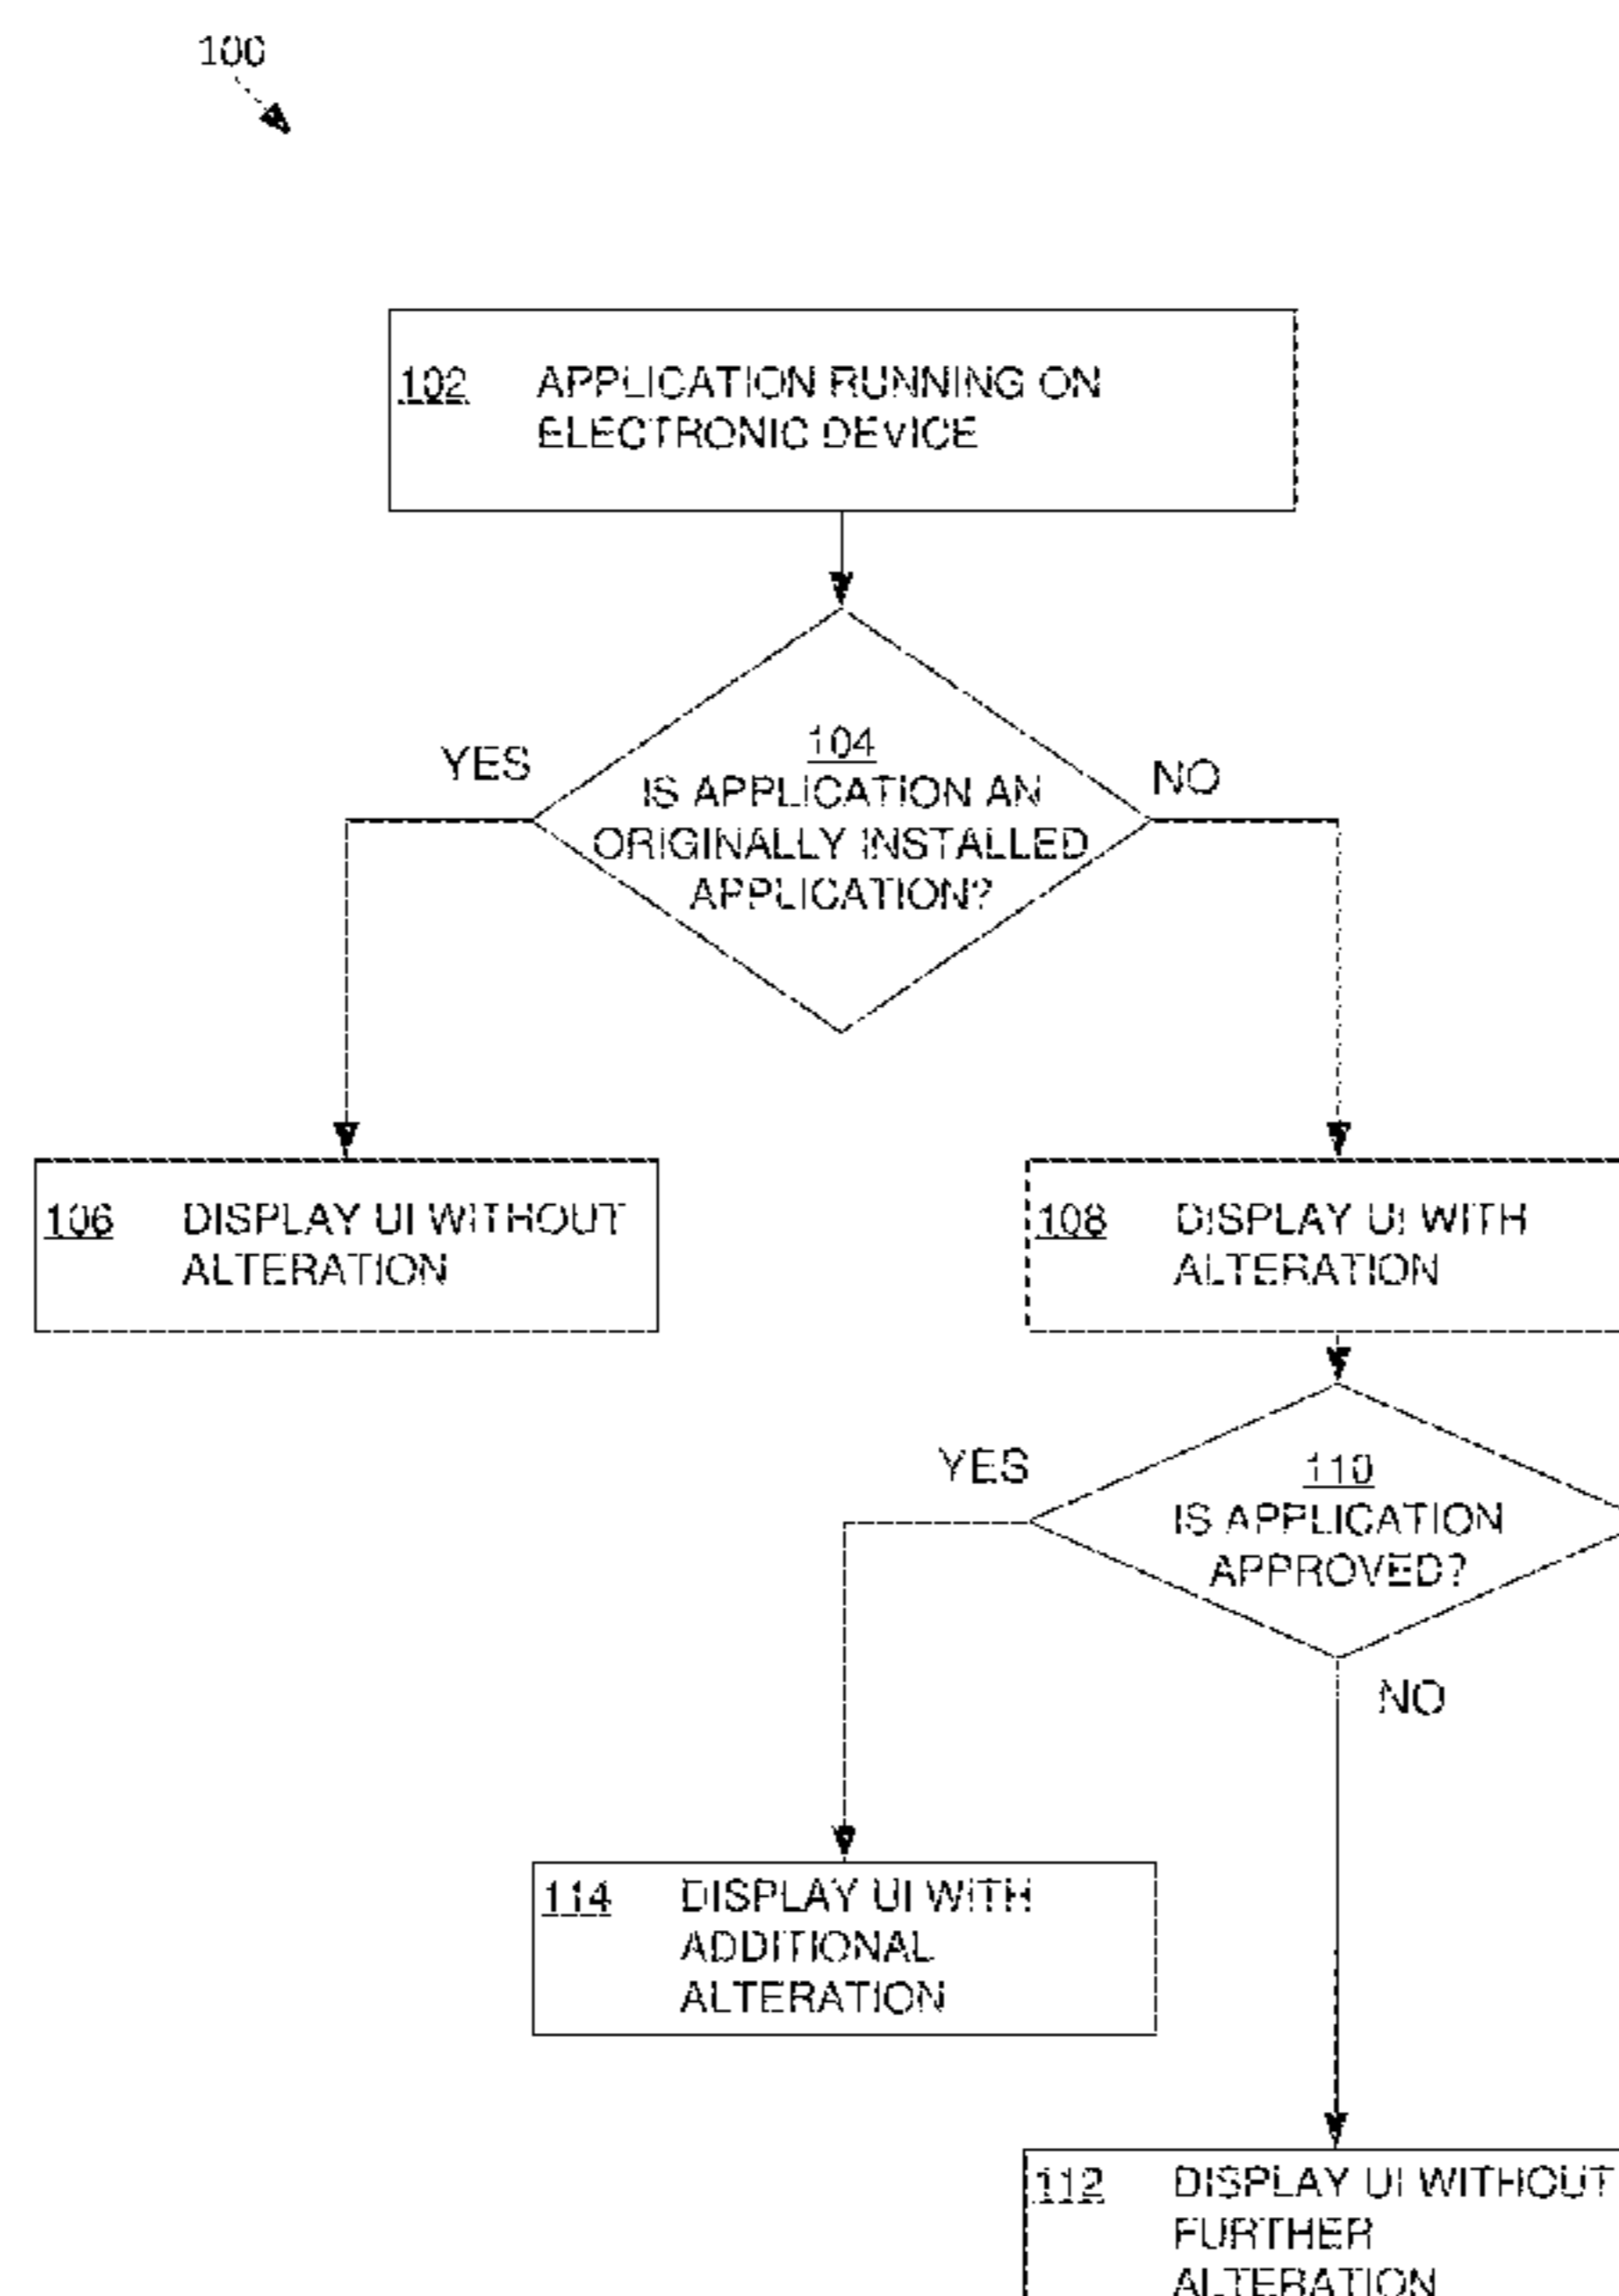 100
102 APPLICATION RUNNING ON
ELECTRONIC DEVICE
104
IS APPLICATION AN
ORIGINALLY INSTALLED
APPLICATION?
YES
NO
106 DISPLAY UI WITHOUT
ALTERATION
108 DISPLAY UI WITH
ALTERATION
110
IS APPLICATION
APPROVED?
YES
NO
114 DISPLAY UI WITH
ADDITIONAL
ALTERATION
112 DISPLAY UI WITHOUT
FURTHER
ALTERATION